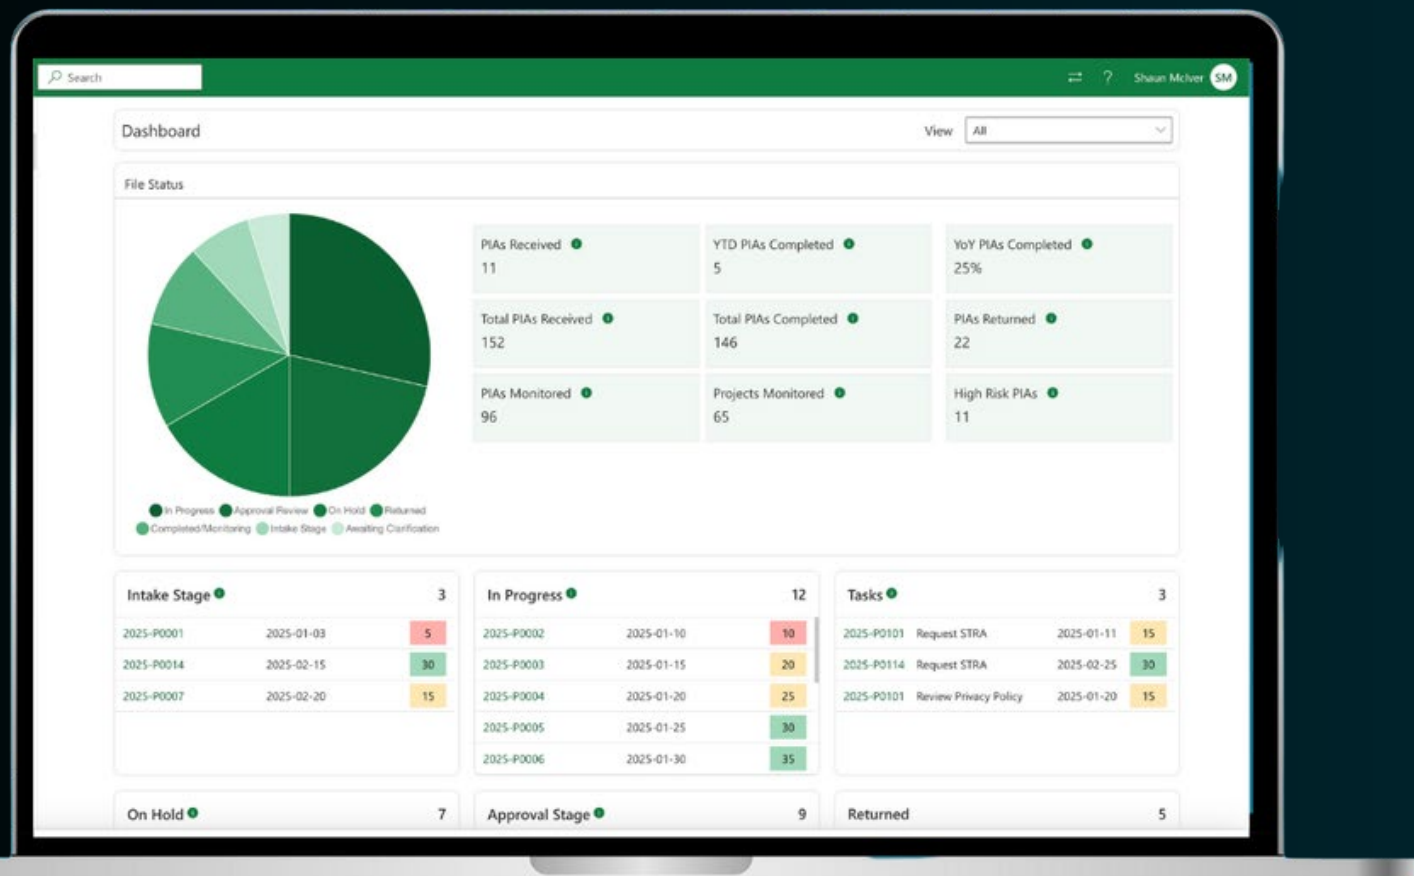 Search
? Shaun McIver SM
Dashboard
View All
File Status
PIAs Received
11
YTD PIAs Completed
5
YoY PIAs Completed
25%
Total PIAs Received
152
Total PIAs Completed
146
PIAs Returned
22
PIAs Monitored
96
Projects Monitored
65
High Risk PIAs
11
In Progress Approval Review On Hold Returned
Completed/Monitoring Intake Stage Awaiting Clarification
Intake Stage 3
2025-P0001 2025-01-03 5
2025-P0014 2025-02-15 30
2025-P0007 2025-02-20 15
In Progress 12
2025-P0002 2025-01-10 10
2025-P0003 2025-01-15 20
2025-P0004 2025-01-20 25
2025-P0005 2025-01-25 30
2025-P0006 2025-01-30 35
Tasks 3
2025-P0101 Request STRA 2025-01-11 15
2025-P0114 Request STRA 2025-02-25 30
2025-P0101 Review Privacy Policy 2025-01-20 15
On Hold 7
Approval Stage 9
Returned 5